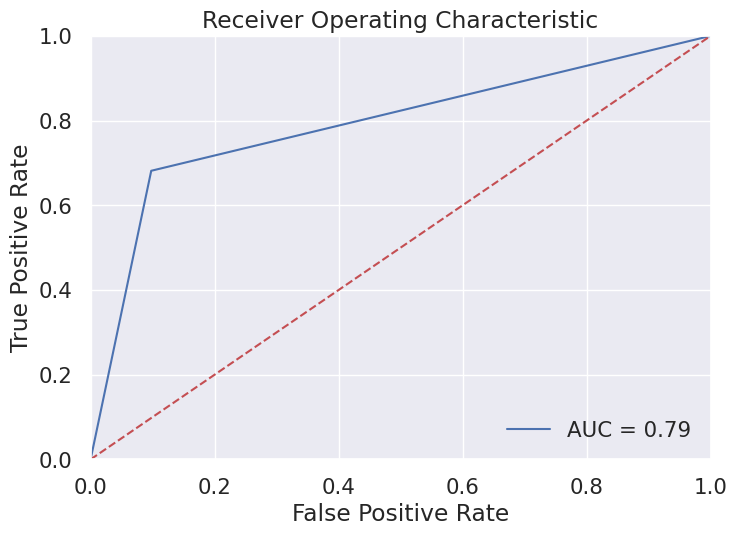 Receiver Operating Characteristic
1.0
0.8
0.6
0.4
0.2
0.0
True Positive Rate
AUC = 0.79
0.0 0.2 0.4 0.6 0.8 1.0
False Positive Rate